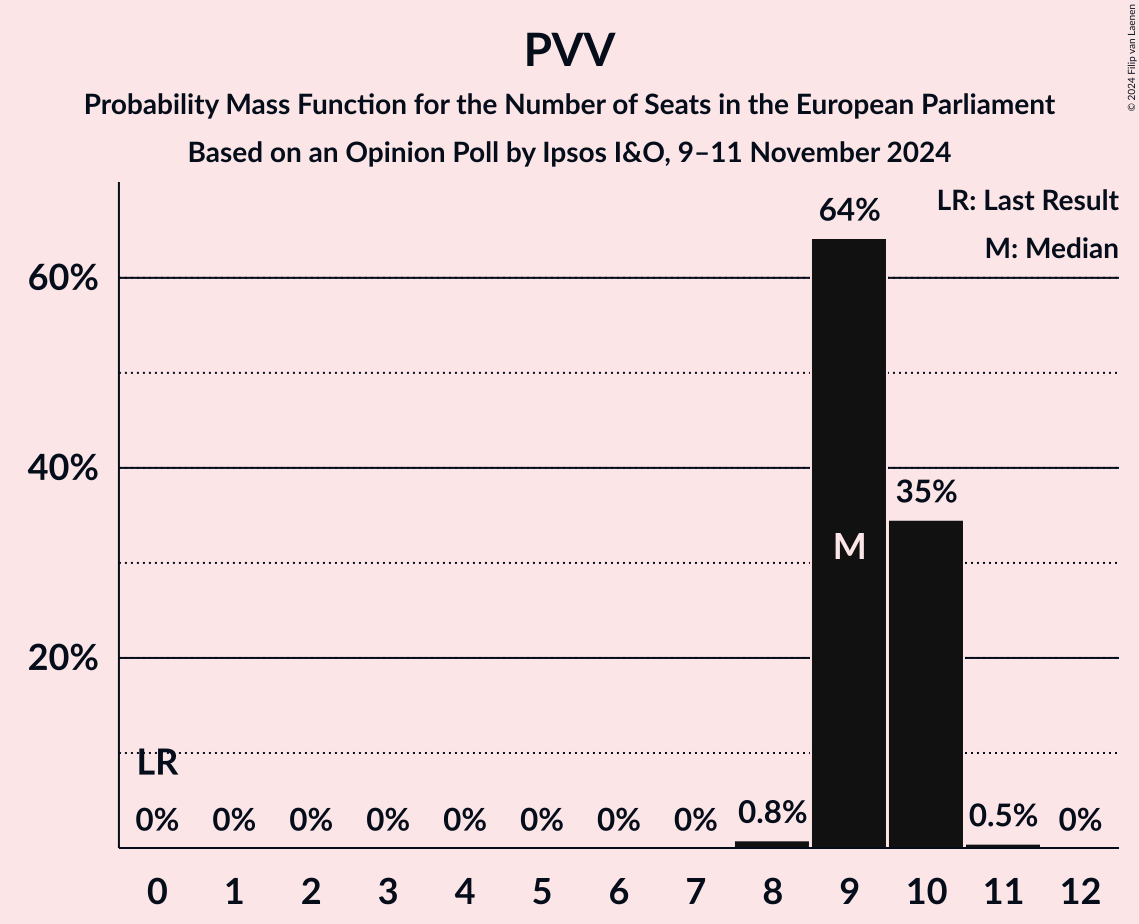 PVV
Probability Mass Function for the Number of Seats in the European Parliament
Based on an Opinion Poll by Ipsos I&O, 9–11 November 2024
© 2024 Filip van Laenen
LR: Last Result
M: Median
60%
40%
20%
64%
35%
M
LR
0%
0%
0%
0%
0%
0%
0%
0%
0.8%
0.5%
0%
0 1 2 3 4 5 6 7 8 9 10 11 12